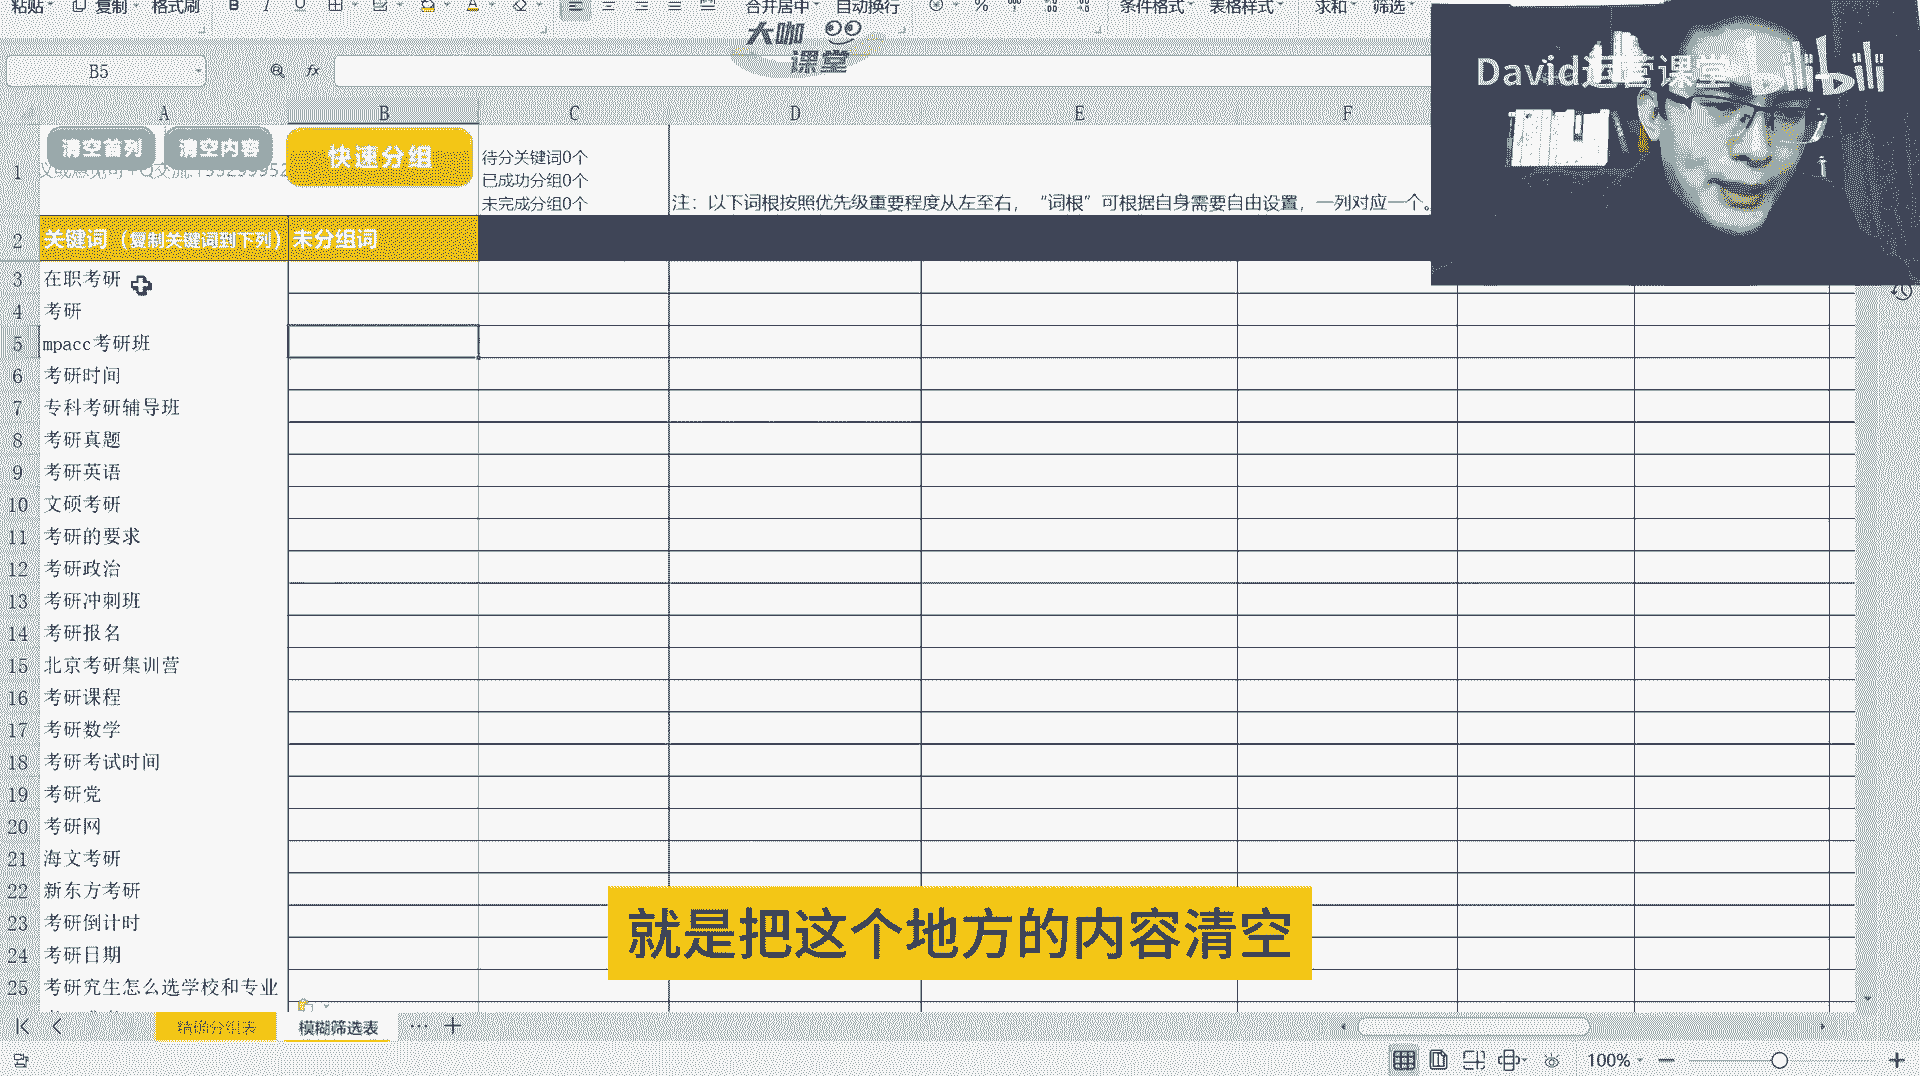 粘贴 复制 格式刷 B I U A 合并居中 自动换行 % 条件格式 表格样式 求和 筛选
大咖
课堂
David运营课堂 bilibili
B5 fx
A B C D E F
清空首列 清空内容 快速分组
待分关键词0个
已成功分组0个
未完成分组0个
1
注：以下词根按照优先级重要程度从左至右，“词根”可根据自身需要自由设置，一列对应一个。
2 关键词（复制关键词到下列） 未分组词
3 在职考研
4 考研
5 mpacc考研班
6 考研时间
7 专科考研辅导班
8 考研真题
9 考研英语
10 文硕考研
11 考研的要求
12 考研政治
13 考研冲刺班
14 考研报名
15 北京考研集训营
16 考研课程
17 考研数学
18 考研考试时间
19 考研党
20 考研网
21 海文考研
22 新东方考研
23 考研倒计时
24 考研日期
25 考研究生怎么选学校和专业
就是把这个地方的内容清空
精确分组表 模糊筛选表 ··· +
100%